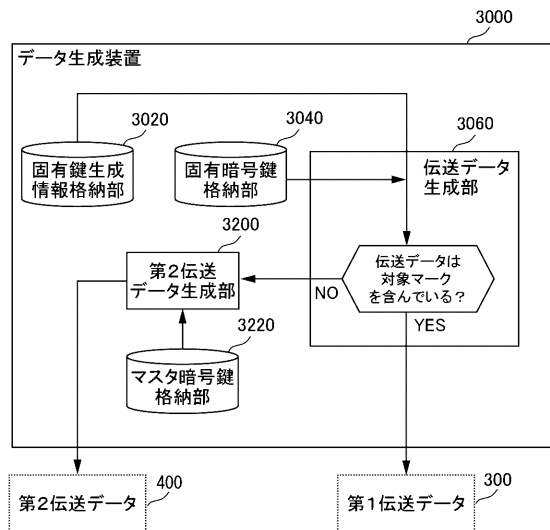 3000
データ生成装置
3020
3040
3060
固有鍵生成
情報格納部
固有暗号鍵
格納部
伝送データ
生成部
3200
第2伝送
データ生成部
伝送データは
対象マーク
を含んでいる？
NO
YES
3220
マスタ暗号鍵
格納部
400
第2伝送データ
300
第1伝送データ